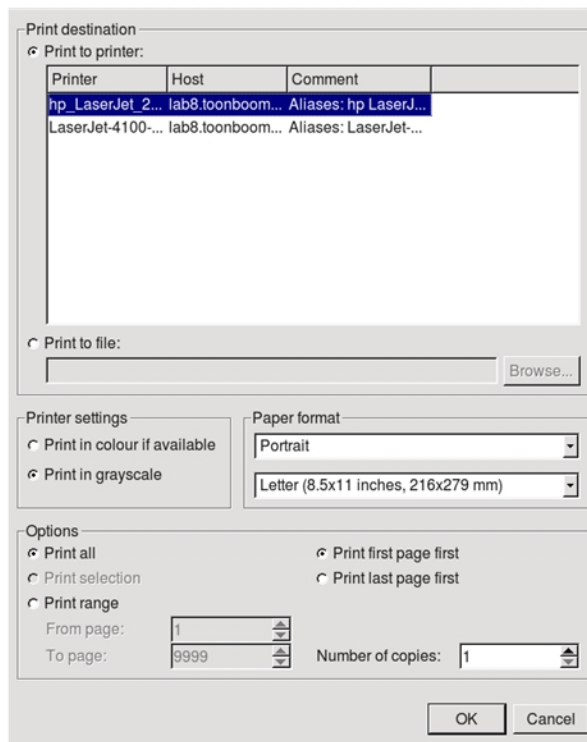 Print destination
Print to printer:
Printer Host Comment
hp_LaserJet_2... lab8.toonboom... Aliases: hp LaserJ...
LaserJet-4100-... lab8.toonboom... Aliases: LaserJet-...
Print to file:
Browse...
Printer settings
Print in colour if available
Print in grayscale
Paper format
Portrait
Letter (8.5x11 inches, 216x279 mm)
Options
Print all
Print selection
Print range
From page: 1
To page: 9999
Print first page first
Print last page first
Number of copies: 1
OK Cancel